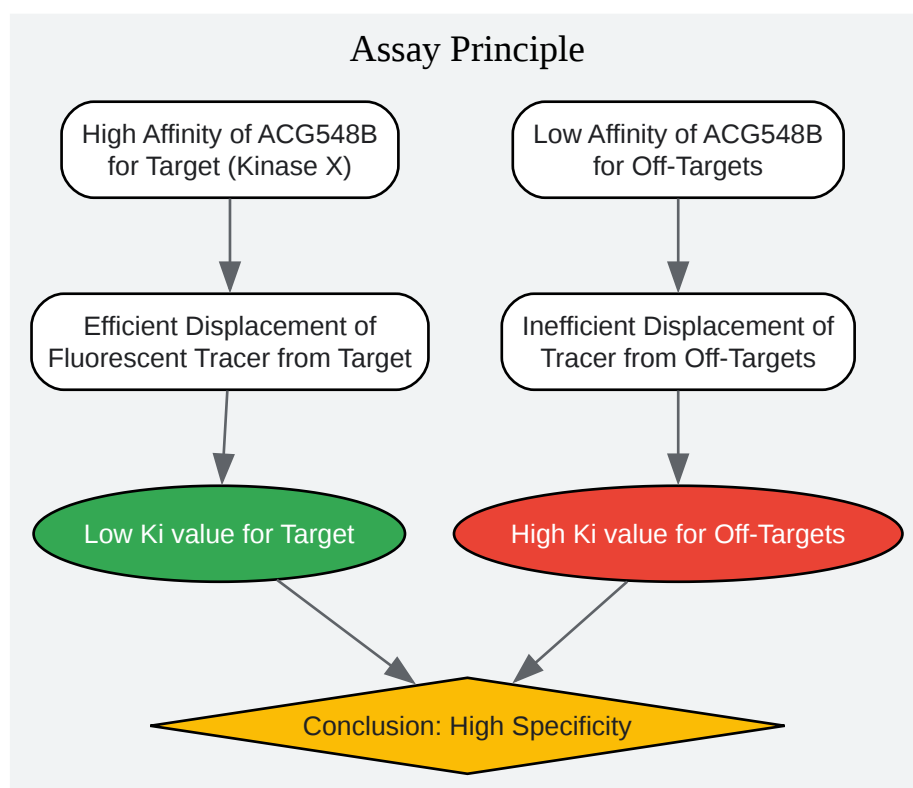 Assay Principle
High Affinity of ACG548B
for Target (Kinase X)
Low Affinity of ACG548B
for Off-Targets
Efficient Displacement of
Fluorescent Tracer from Target
Inefficient Displacement of
Tracer from Off-Targets
Low Ki value for Target
High Ki value for Off-Targets
Conclusion: High Specificity